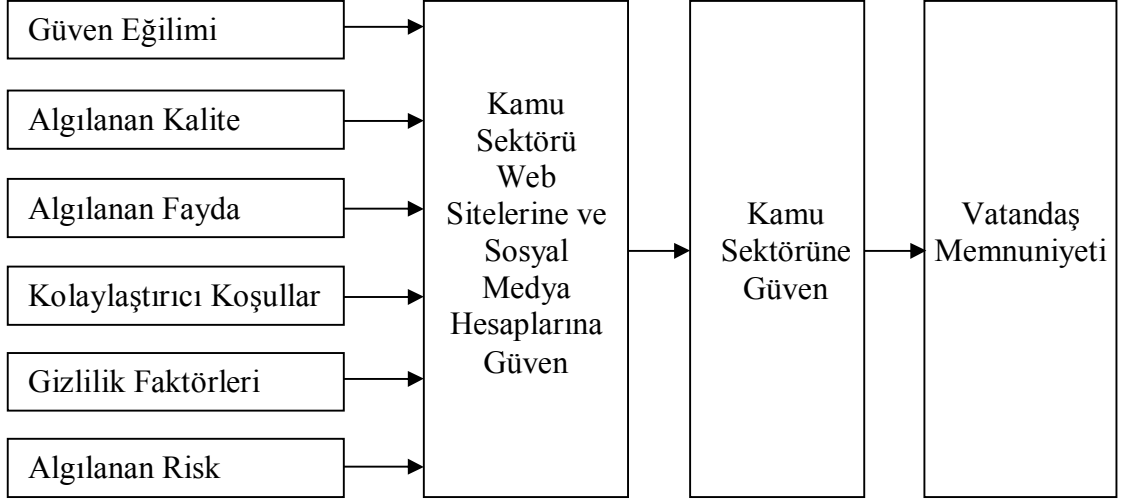 Güven Eğilimi
Algılanan Kalite
Algılanan Fayda
Kolaylaştırıcı Koşullar
Gizlilik Faktörleri
Algılanan Risk
Kamu
Sektörü
Web
Sitelerine ve
Sosyal
Medya
Hesaplarına
Güven
Kamu
Sektörüne
Güven
Vatandaş
Memnuniyeti